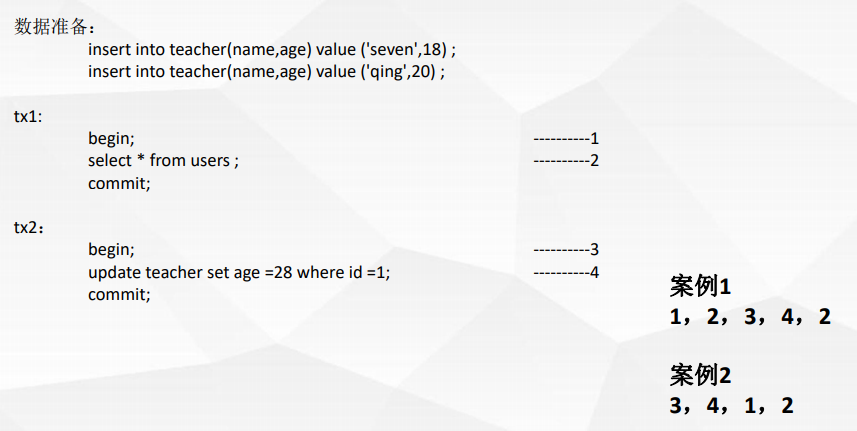 数据准备：
insert into teacher(name,age) value ('seven',18) ;
insert into teacher(name,age) value ('qing',20) ;
tx1:
begin; ----------1
select * from users ; ----------2
commit;
tx2：
begin; ----------3
update teacher set age =28 where id =1; ----------4
commit;
案例1
1，2，3，4，2
案例2
3，4，1，2